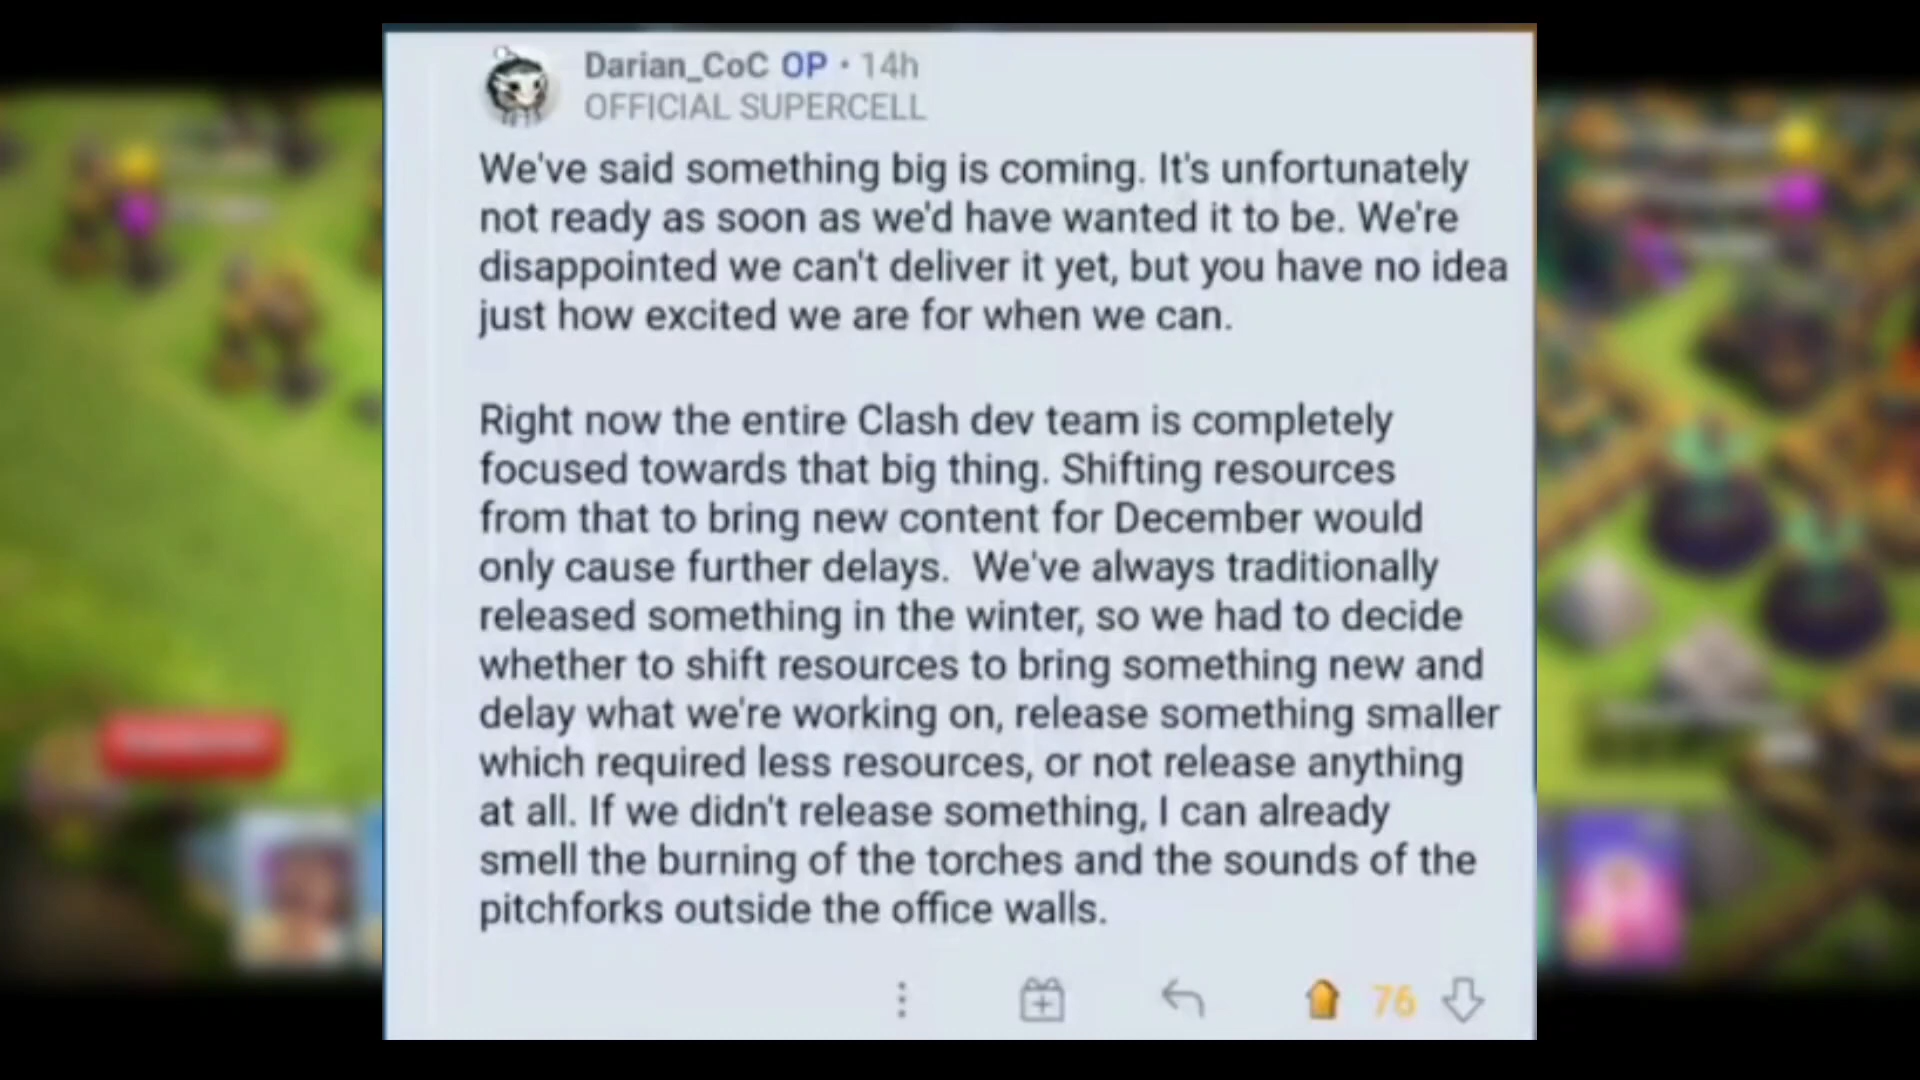 Darian_CoC OP · 14h
OFFICIAL SUPERCELL
We've said something big is coming. It's unfortunately
not ready as soon as we'd have wanted it to be. We're
disappointed we can't deliver it yet, but you have no idea
just how excited we are for when we can.
Right now the entire Clash dev team is completely
focused towards that big thing. Shifting resources
from that to bring new content for December would
only cause further delays.  We've always traditionally
released something in the winter, so we had to decide
whether to shift resources to bring something new and
delay what we're working on, release something smaller
which required less resources, or not release anything
at all. If we didn't release something, I can already
smell the burning of the torches and the sounds of the
pitchforks outside the office walls.
76